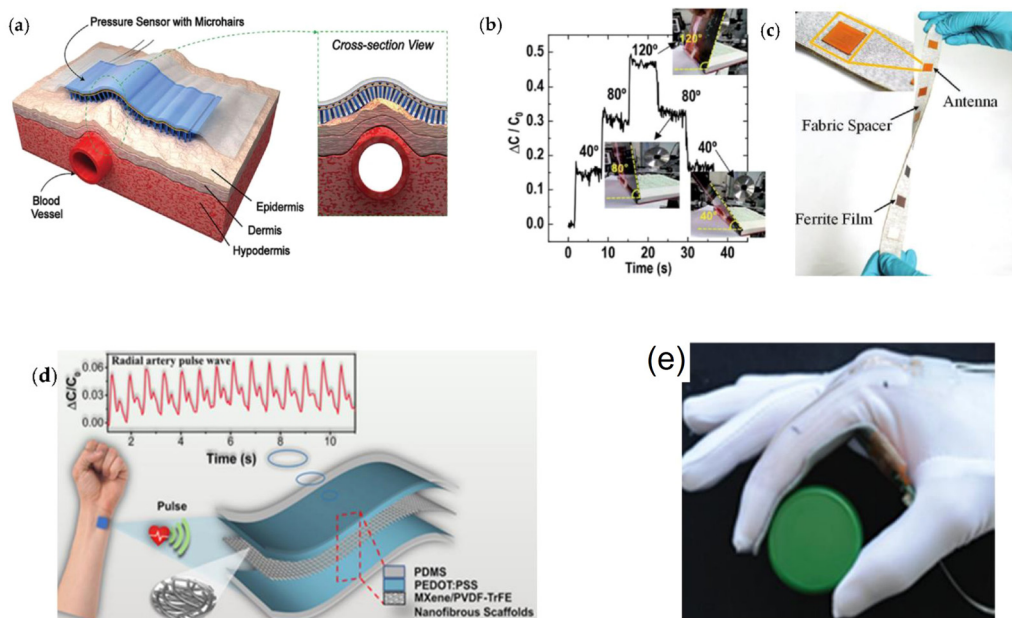 (a)
Pressure Sensor with Microhairs
Cross-section View
Blood
Vessel
Epidermis
Dermis
Hypodermis
(b)
ΔC / C₀
0.5
0.4
0.3
0.2
0.1
0.0
120°
120°
80°
80°
80°
40°
40°
40°
0
10
20
30
40
Time (s)
(c)
Antenna
Fabric Spacer
Ferrite Film
(d)
Radial artery pulse wave
ΔC/C₀
0.06
0.03
0.00
2
4
6
8
10
Time (s)
Pulse
PDMS
PEDOT:PSS
MXene/PVDF-TrFE
Nanofibrous Scaffolds
(e)